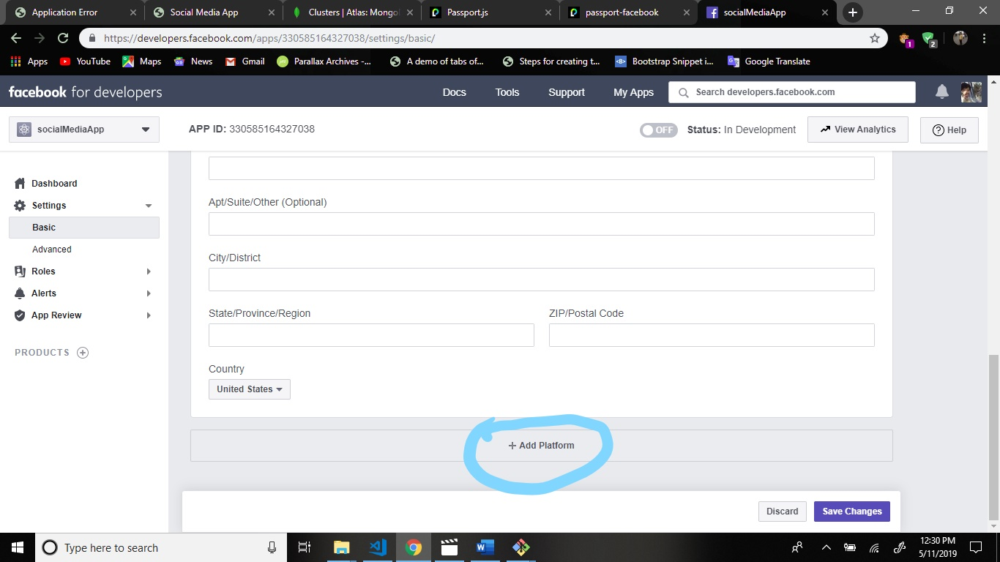 Application Error
Social Media App
Clusters | Atlas: Mongo
Passport.js
passport-facebook
socialMediaApp
https://developers.facebook.com/apps/330585164327038/settings/basic/
1
2
Apps
YouTube
Maps
News
Gmail
Parallax Archives -...
A demo of tabs of...
Steps for creating t...
Bootstrap Snippet i...
Google Translate
facebook for developers
Docs
Tools
Support
My Apps
Search developers.facebook.com
socialMediaApp
APP ID: 330585164327038
OFF
Status: In Development
View Analytics
Help
Dashboard
Settings
Basic
Advanced
Roles
Alerts
App Review
PRODUCTS
Apt/Suite/Other (Optional)
City/District
State/Province/Region
ZIP/Postal Code
Country
United States
+ Add Platform
Discard
Save Changes
Type here to search
12:30 PM
5/11/2019